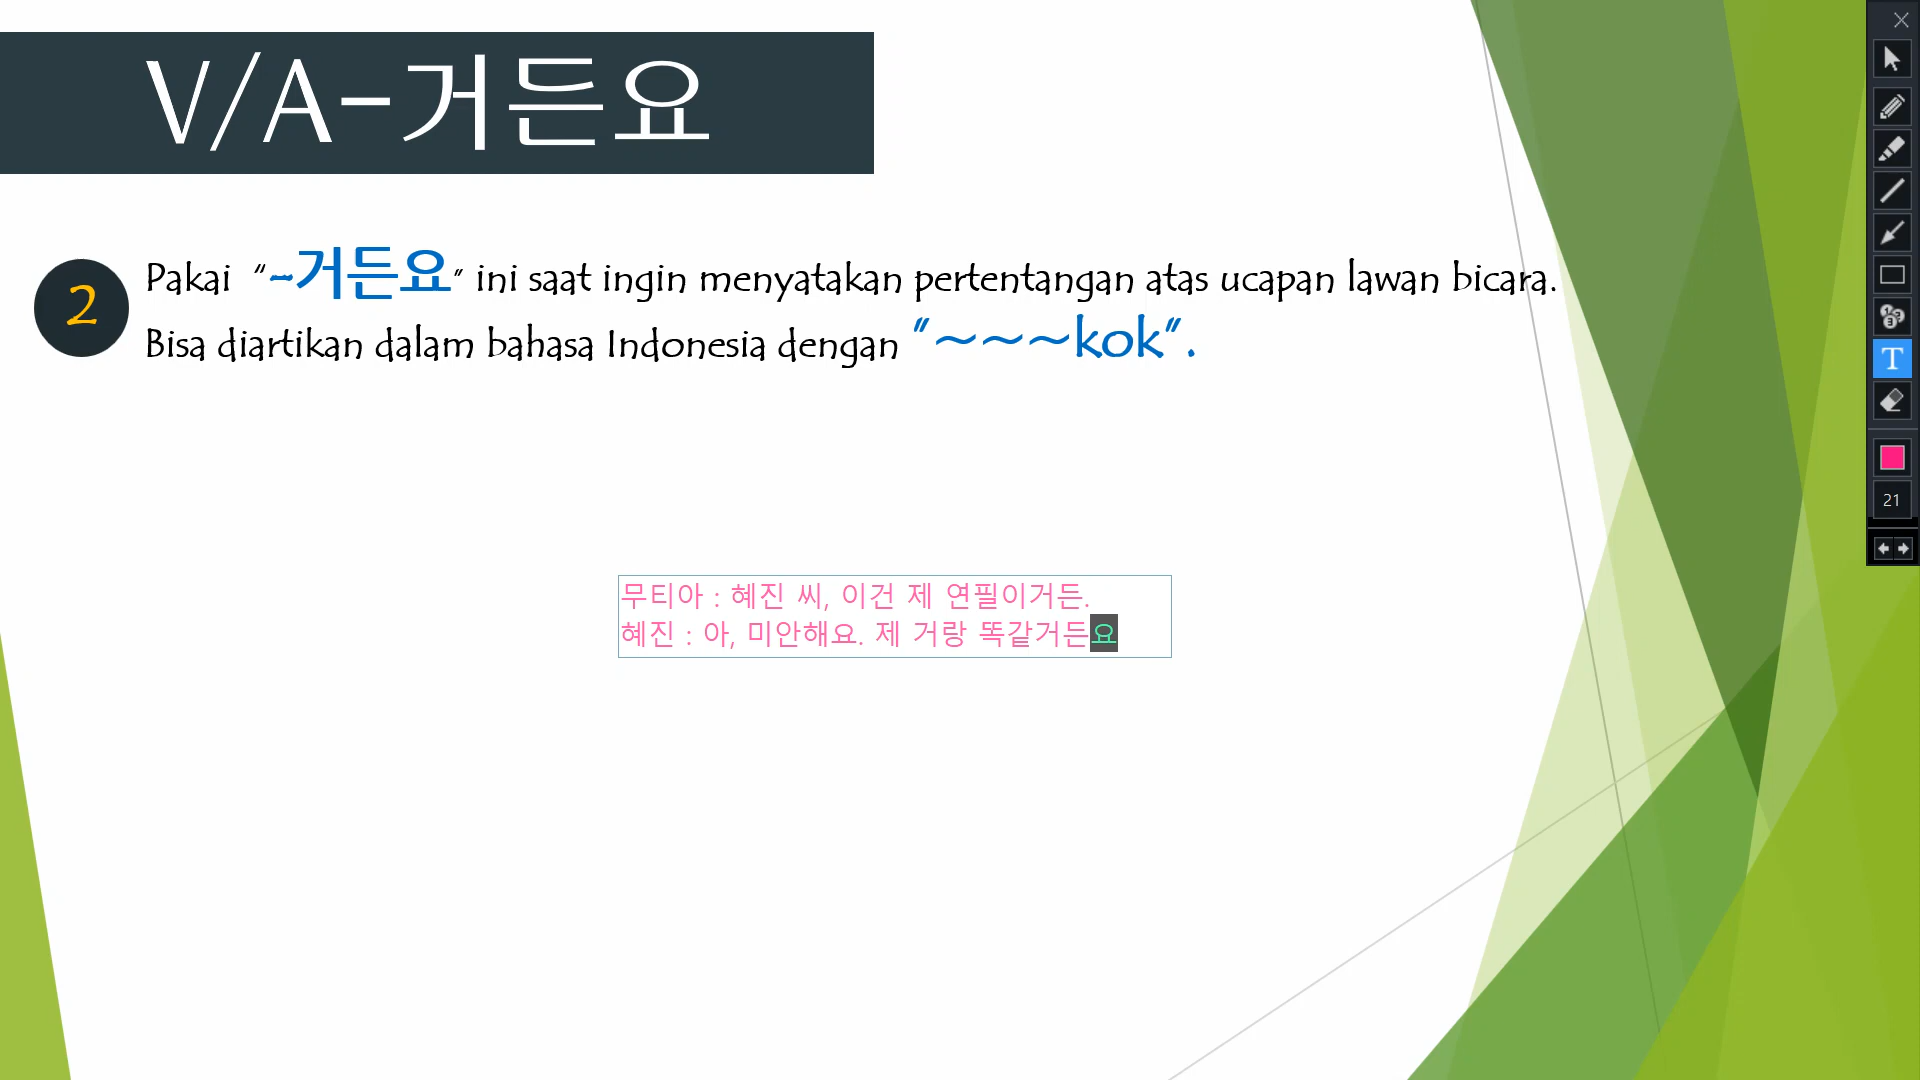 V/A-거든요
2
Pakai “-거든요” ini saat ingin menyatakan pertentangan atas ucapan lawan bicara.
Bisa diartikan dalam bahasa Indonesia dengan “~~~kok”.
무티아 : 혜진 씨, 이건 제 연필이거든.
혜진 : 아, 미안해요. 제 거랑 똑같거든요
T
21